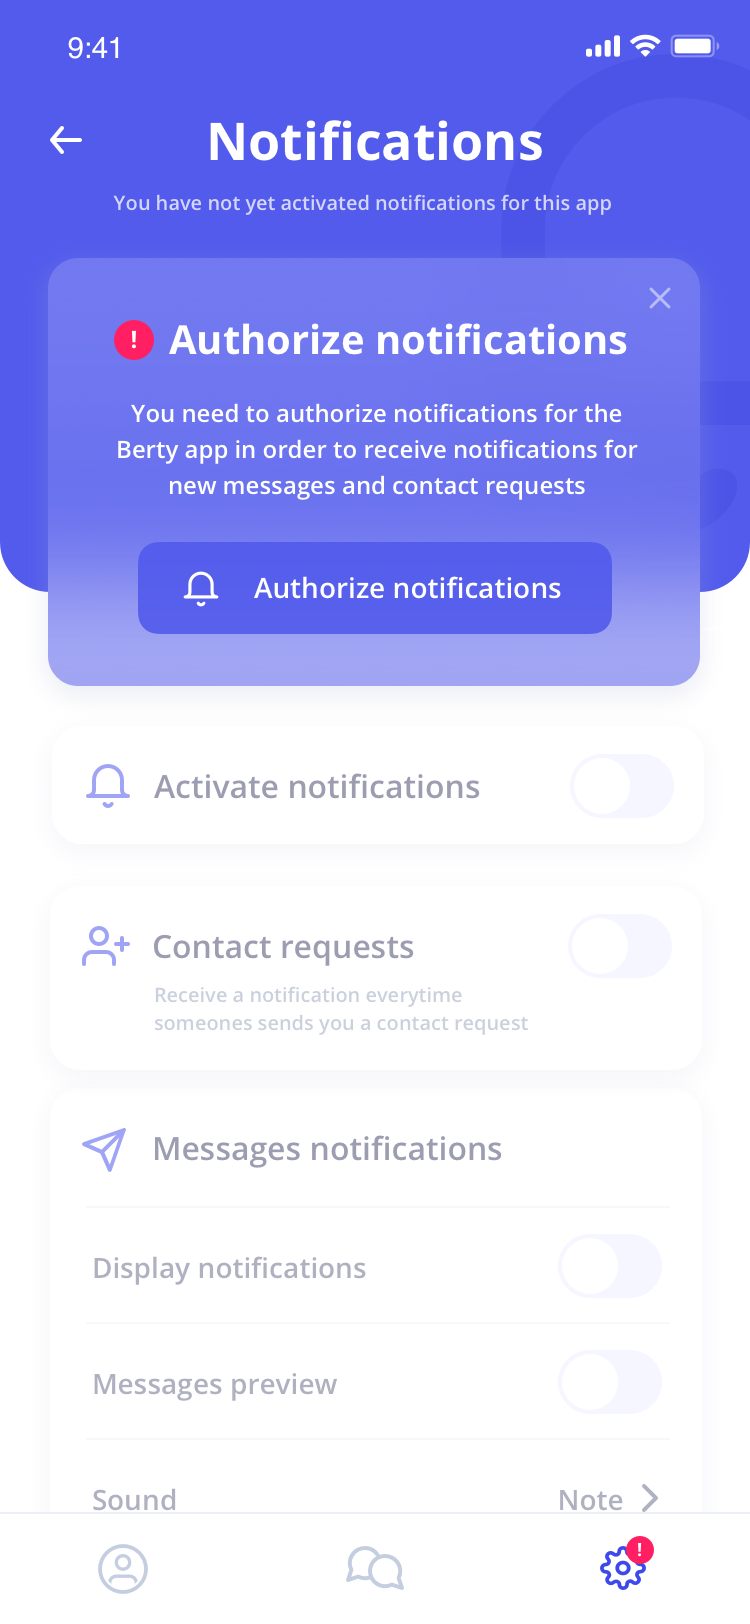 9:41
Notifications
You have not yet activated notifications for this app
! Authorize notifications
You need to authorize notifications for the
Berty app in order to receive notifications for
new messages and contact requests
Authorize notifications
Activate notifications
Contact requests
Receive a notification everytime
someones sends you a contact request
Messages notifications
Display notifications
Messages preview
Sound Note
!